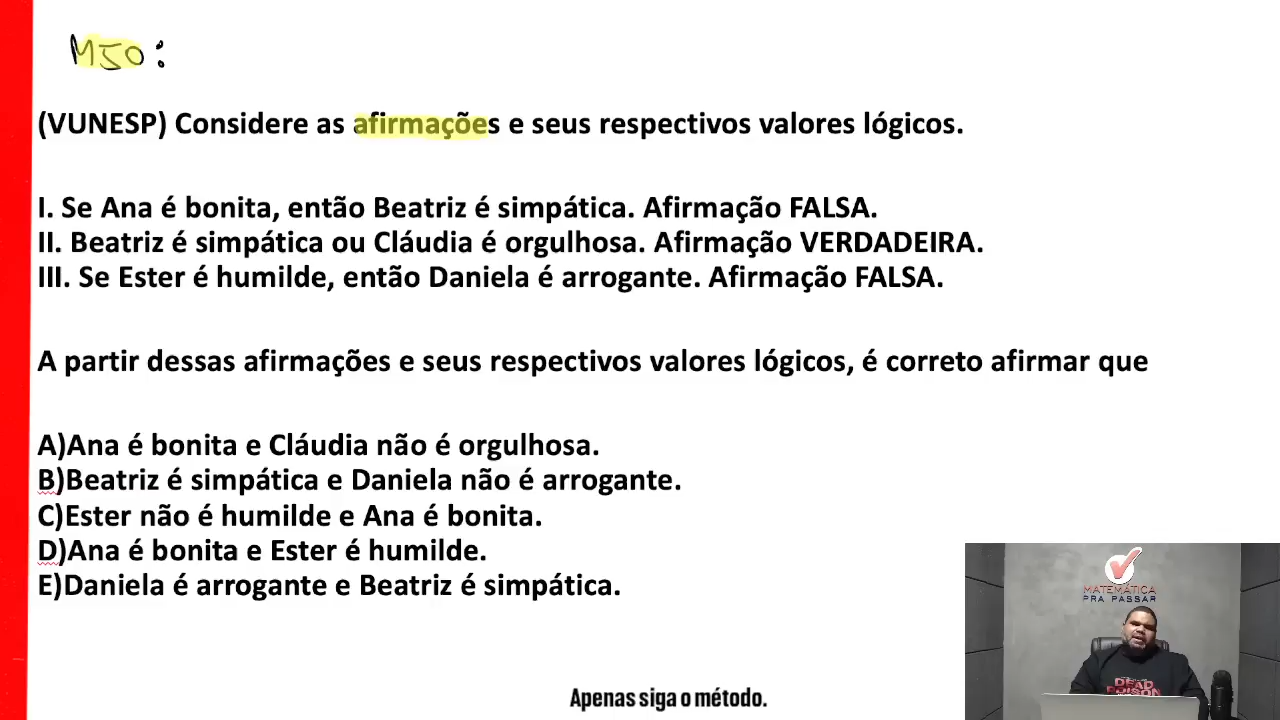 M50:
(VUNESP) Considere as afirmações e seus respectivos valores lógicos.
I. Se Ana é bonita, então Beatriz é simpática. Afirmação FALSA.
II. Beatriz é simpática ou Cláudia é orgulhosa. Afirmação VERDADEIRA.
III. Se Ester é humilde, então Daniela é arrogante. Afirmação FALSA.
A partir dessas afirmações e seus respectivos valores lógicos, é correto afirmar que
A)Ana é bonita e Cláudia não é orgulhosa.
B)Beatriz é simpática e Daniela não é arrogante.
C)Ester não é humilde e Ana é bonita.
D)Ana é bonita e Ester é humilde.
E)Daniela é arrogante e Beatriz é simpática.
MATEMÁTICA
PRA PASSAR
DEAD
POISON
Apenas siga o método.